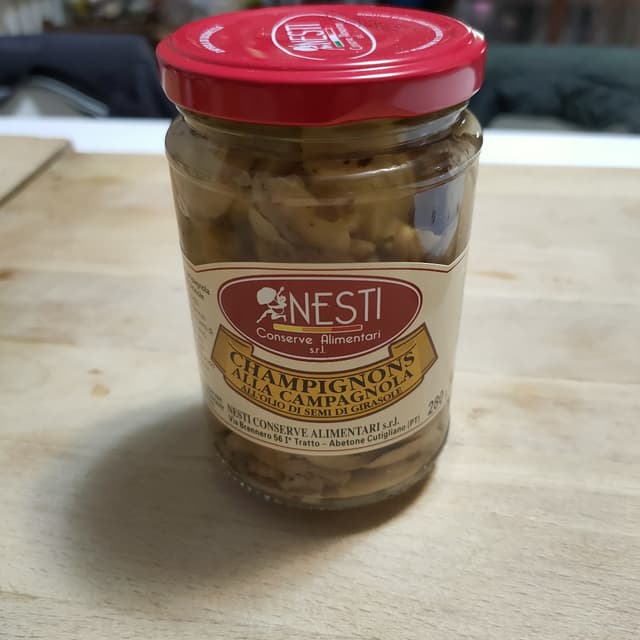 NESTI
NESTI
Conserve Alimentari
s.r.l.
CHAMPIGNONS
ALLA CAMPAGNOLA
ALL'OLIO DI SEMI DI GIRASOLE
NESTI CONSERVE ALIMENTARI s.r.l.
Via Brennero 56 1° Tratto - Abetone Cutigliano (PT)
280